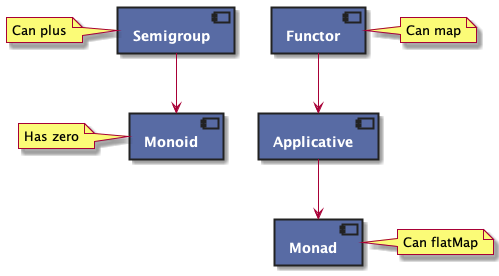 Can plus
Semigroup
Functor
Can map
Has zero
Monoid
Applicative
Monad
Can flatMap